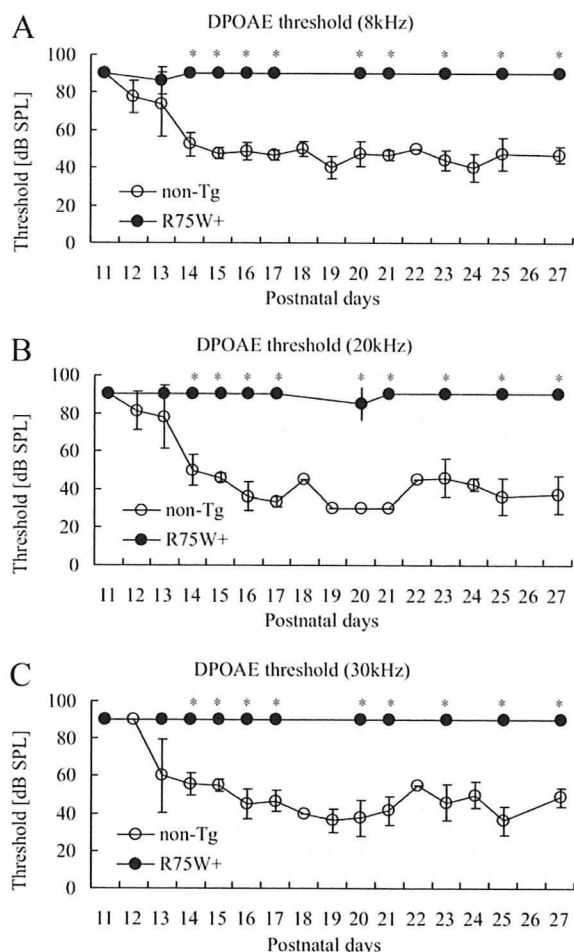 A
DPOAE threshold (8kHz)
* * * * * * * * *
Threshold [dB SPL]
100
80
60
40
20
0
non-Tg
R75W+
11 12 13 14 15 16 17 18 19 20 21 22 23 24 25 26 27
Postnatal days
B
DPOAE threshold (20kHz)
* * * * * * * * *
Threshold [dB SPL]
100
80
60
40
20
0
non-Tg
R75W+
11 12 13 14 15 16 17 18 19 20 21 22 23 24 25 26 27
Postnatal days
C
DPOAE threshold (30kHz)
* * * * * * * * *
Threshold [dB SPL]
100
80
60
40
20
0
non-Tg
R75W+
11 12 13 14 15 16 17 18 19 20 21 22 23 24 25 26 27
Postnatal days